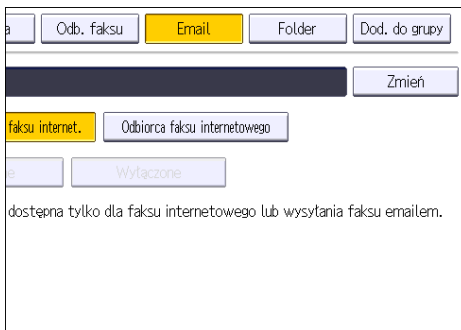 a Odb. faksu Email Folder Dod. do grupy
Zmień
faksu internet. Odbiorca faksu internetowego
e Wyłączone
dostępna tylko dla faksu internetowego lub wysyłania faksu emailem.